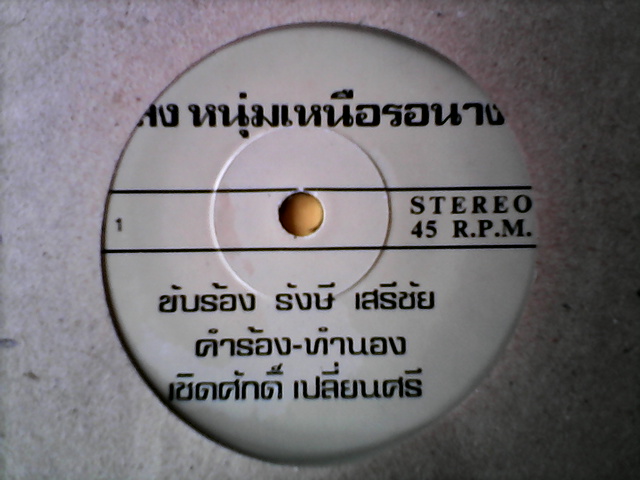 หนุ่มเหนือรอนาง
STEREO
1
45 R.P.M.
ขับร้อง รังษี เสรีชัย
คำร้อง-ทำนอง
เชิดศักดิ์ เปลี่ยนศรี